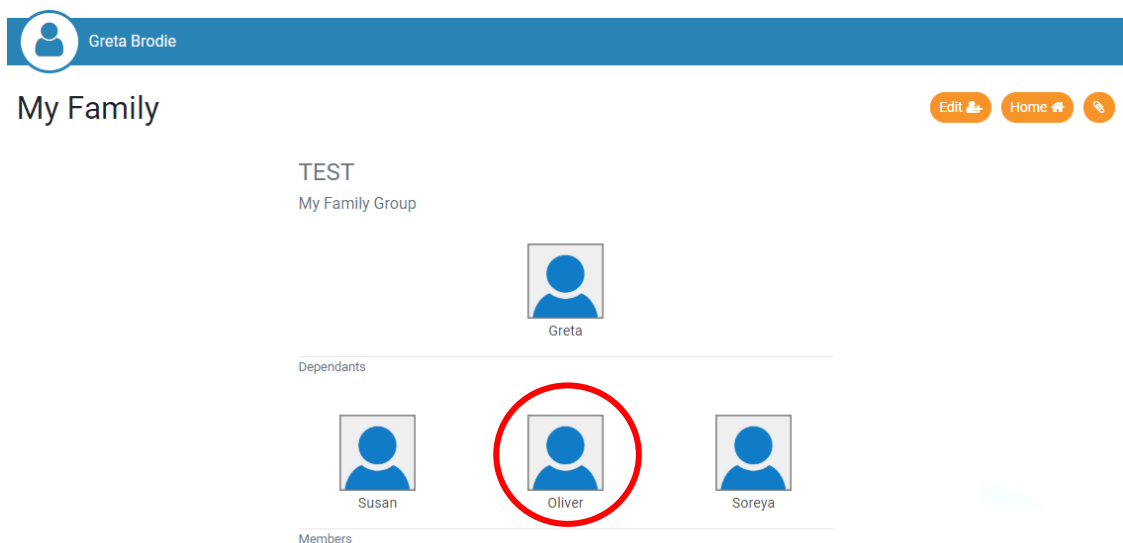 Greta Brodie
My Family
Edit
Home
TEST
My Family Group
Greta
Dependants
Susan
Oliver
Soreya
Members